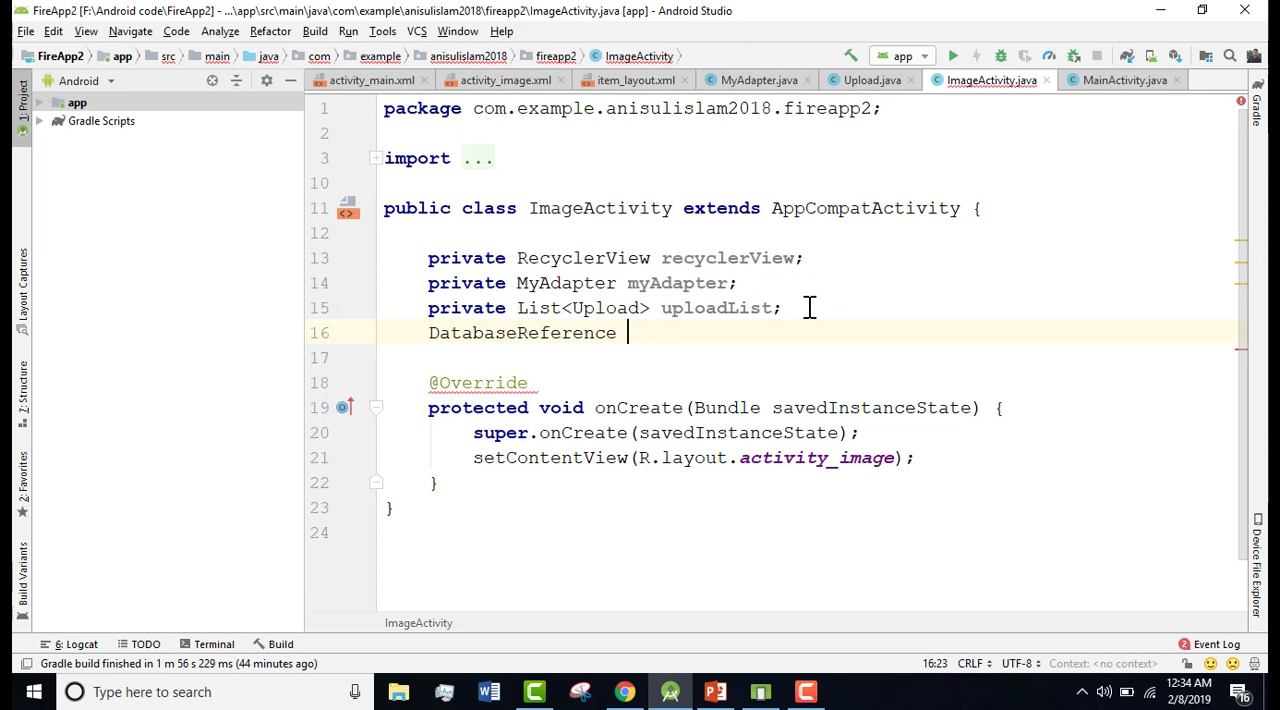 FireApp2 [F:\Android code\FireApp2] - ...\app\src\main\java\com\example\anisulislam2018\fireapp2\ImageActivity.java [app] - Android Studio
File Edit View Navigate Code Analyze Refactor Build Run Tools VCS Window Help
FireApp2 app src main java com example anisulislam2018 fireapp2 ImageActivity app
Android activity_main.xml activity_image.xml item_layout.xml MyAdapter.java Upload.java ImageActivity.java MainActivity.java
app
Gradle Scripts
1: Project
Layout Captures
7: Structure
2: Favorites
Build Variants
1 package com.example.anisulislam2018.fireapp2;
2
3 import ...
10
11 public class ImageActivity extends AppCompatActivity {
12
13 private RecyclerView recyclerView;
14 private MyAdapter myAdapter;
15 private List<Upload> uploadList;
16 DatabaseReference
17
18 @Override
19 protected void onCreate(Bundle savedInstanceState) {
20 super.onCreate(savedInstanceState);
21 setContentView(R.layout.activity_image);
22 }
23 }
24
Gradle
Device File Explorer
ImageActivity
6: Logcat TODO Terminal Build 2 Event Log
Gradle build finished in 1 m 56 s 229 ms (44 minutes ago) 16:23 CRLF UTF-8 Context: <no context>
Type here to search 12:34 AM
2/8/2019 16